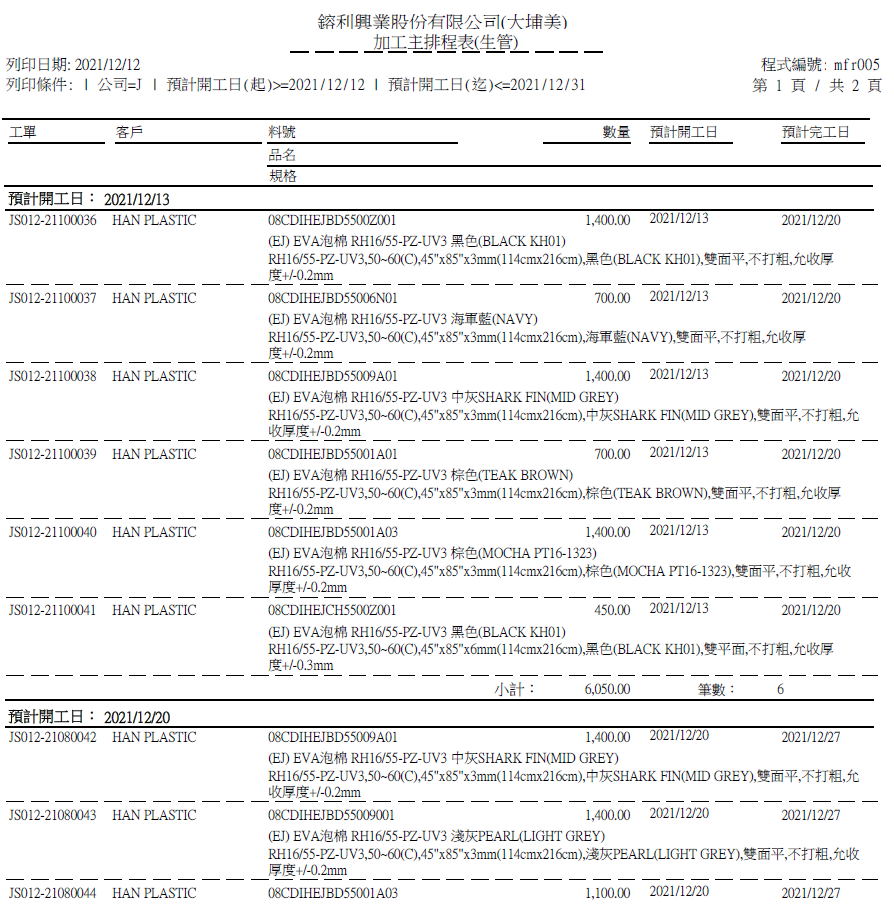 鎔利興業股份有限公司(大埔美)
加工主排程表(生管)
列印日期: 2021/12/12 程式編號: mfr005
列印條件: | 公司=J | 預計開工日(起)>=2021/12/12 | 預計開工日(迄)<=2021/12/31 第 1 頁 / 共 2 頁
工單 客戶 料號 數量 預計開工日 預計完工日
品名
規格
預計開工日： 2021/12/13
JS012-21100036 HAN PLASTIC 08CDIHEJBD5500Z001 1,400.00 2021/12/13 2021/12/20
(EJ) EVA泡棉 RH16/55-PZ-UV3 黑色(BLACK KH01)
RH16/55-PZ-UV3,50~60(C),45"x85"x3mm(114cmx216cm),黑色(BLACK KH01),雙面平,不打粗,允收厚
度+/-0.2mm
JS012-21100037 HAN PLASTIC 08CDIHEJBD55006N01 700.00 2021/12/13 2021/12/20
(EJ) EVA泡棉 RH16/55-PZ-UV3 海軍藍(NAVY)
RH16/55-PZ-UV3,50~60(C),45"x85"x3mm(114cmx216cm),海軍藍(NAVY),雙面平,不打粗,允收厚
度+/-0.2mm
JS012-21100038 HAN PLASTIC 08CDIHEJBD55009A01 1,400.00 2021/12/13 2021/12/20
(EJ) EVA泡棉 RH16/55-PZ-UV3 中灰SHARK FIN(MID GREY)
RH16/55-PZ-UV3,50~60(C),45"x85"x3mm(114cmx216cm),中灰SHARK FIN(MID GREY),雙面平,不打粗,允
收厚度+/-0.2mm
JS012-21100039 HAN PLASTIC 08CDIHEJBD55001A01 700.00 2021/12/13 2021/12/20
(EJ) EVA泡棉 RH16/55-PZ-UV3 棕色(TEAK BROWN)
RH16/55-PZ-UV3,50~60(C),45"x85"x3mm(114cmx216cm),棕色(TEAK BROWN),雙面平,不打粗,允收厚
度+/-0.2mm
JS012-21100040 HAN PLASTIC 08CDIHEJBD55001A03 1,400.00 2021/12/13 2021/12/20
(EJ) EVA泡棉 RH16/55-PZ-UV3 棕色(MOCHA PT16-1323)
RH16/55-PZ-UV3,50~60(C),45"x85"x3mm(114cmx216cm),棕色(MOCHA PT16-1323),雙面平,不打粗,允收
厚度+/-0.2mm
JS012-21100041 HAN PLASTIC 08CDIHEJCH5500Z001 450.00 2021/12/13 2021/12/20
(EJ) EVA泡棉 RH16/55-PZ-UV3 黑色(BLACK KH01)
RH16/55-PZ-UV3,50~60(C),45"x85"x6mm(114cmx216cm),黑色(BLACK KH01),雙平面,不打粗,允收厚
度+/-0.3mm
小計： 6,050.00 筆數： 6
預計開工日： 2021/12/20
JS012-21080042 HAN PLASTIC 08CDIHEJBD55009A01 1,400.00 2021/12/20 2021/12/27
(EJ) EVA泡棉 RH16/55-PZ-UV3 中灰SHARK FIN(MID GREY)
RH16/55-PZ-UV3,50~60(C),45"x85"x3mm(114cmx216cm),中灰SHARK FIN(MID GREY),雙面平,不打粗,允
收厚度+/-0.2mm
JS012-21080043 HAN PLASTIC 08CDIHEJBD55009001 1,400.00 2021/12/20 2021/12/27
(EJ) EVA泡棉 RH16/55-PZ-UV3 淺灰PEARL(LIGHT GREY)
RH16/55-PZ-UV3,50~60(C),45"x85"x3mm(114cmx216cm),淺灰PEARL(LIGHT GREY),雙面平,不打粗,允收
厚度+/-0.2mm
JS012-21080044 HAN PLASTIC 08CDIHEJBD55001A03 1,100.00 2021/12/20 2021/12/27